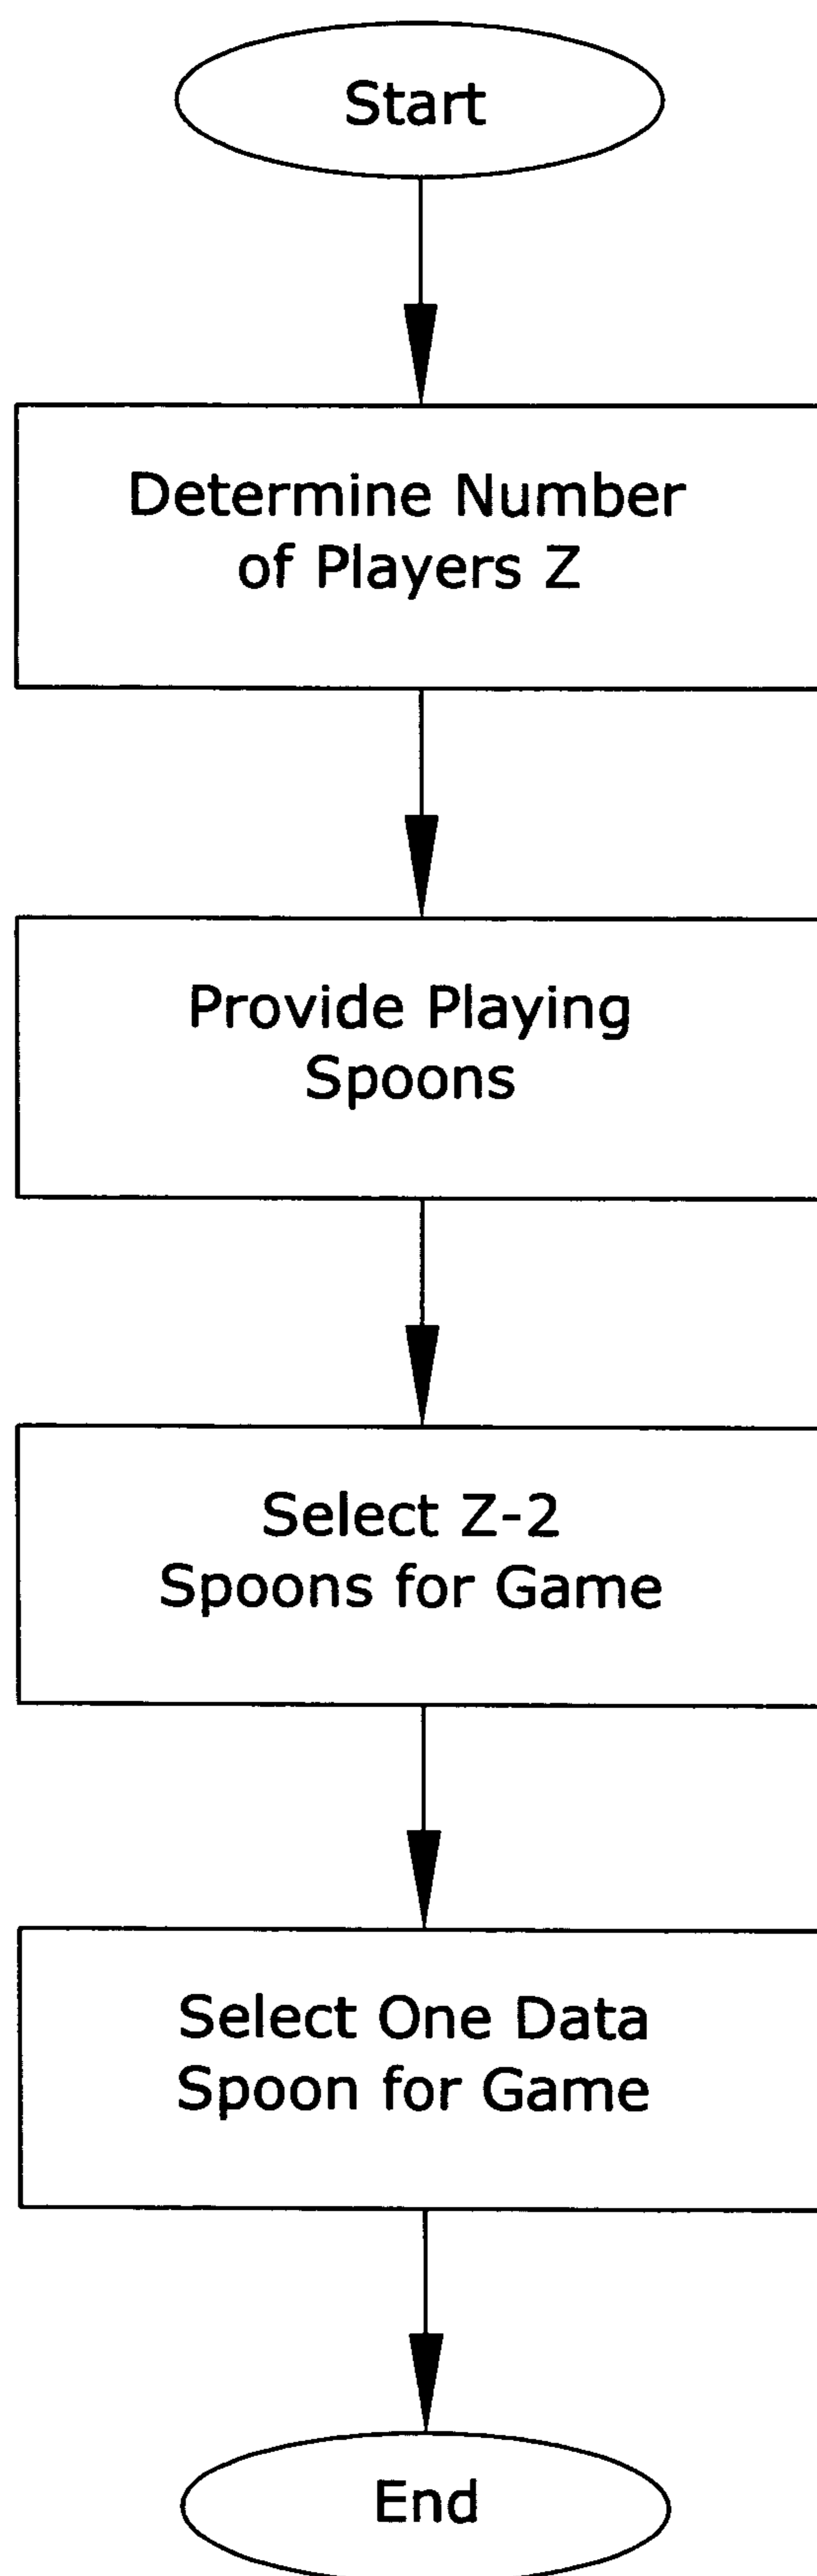 Start
Determine Number
of Players Z
Provide Playing
Spoons
Select Z-2
Spoons for Game
Select One Data
Spoon for Game
End